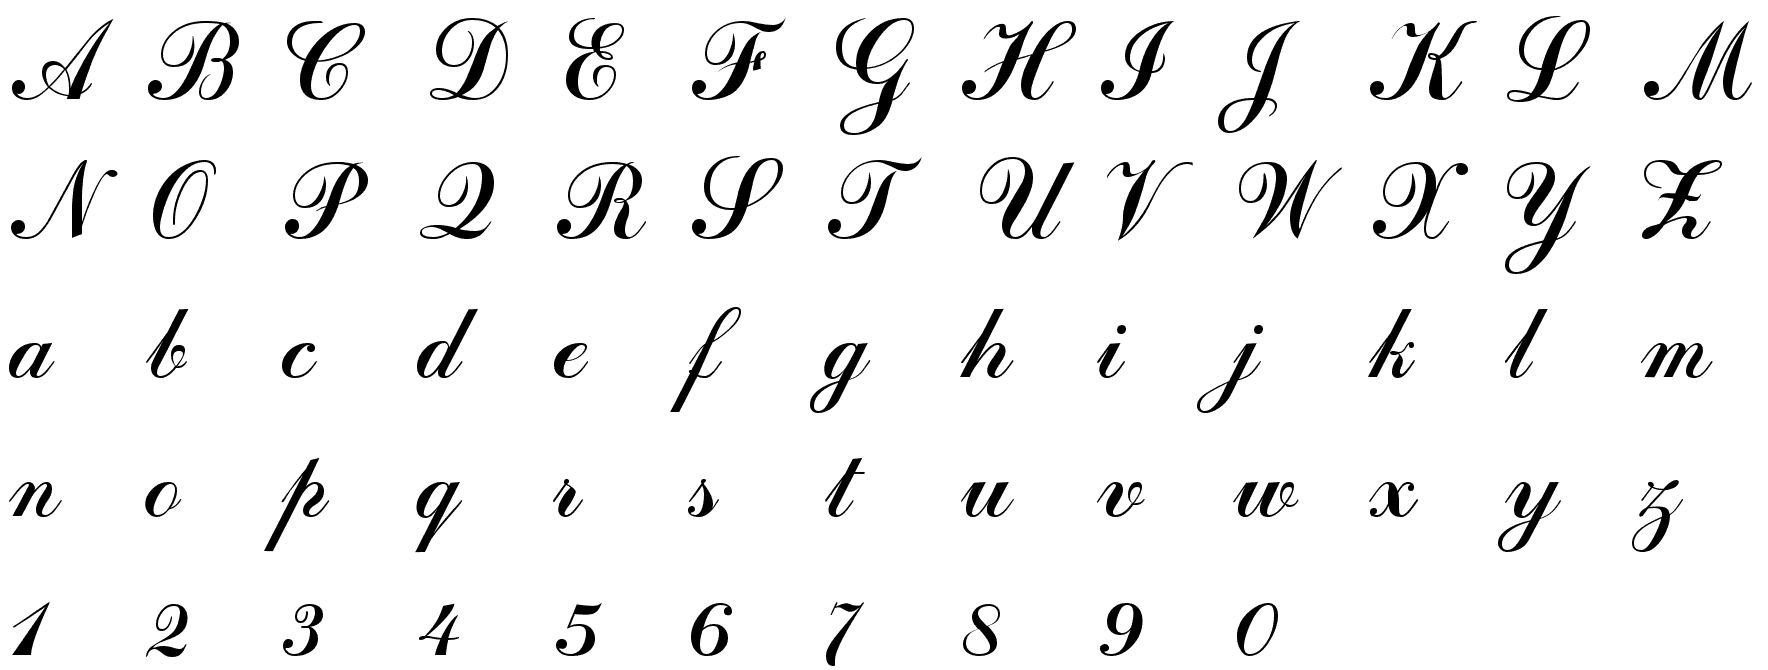 A B C D E F G H I J K L M
N O P Q R S T U V W X Y Z
a b c d e f g h i j k l m
n o p q r s t u v w x y z
1 2 3 4 5 6 7 8 9 0